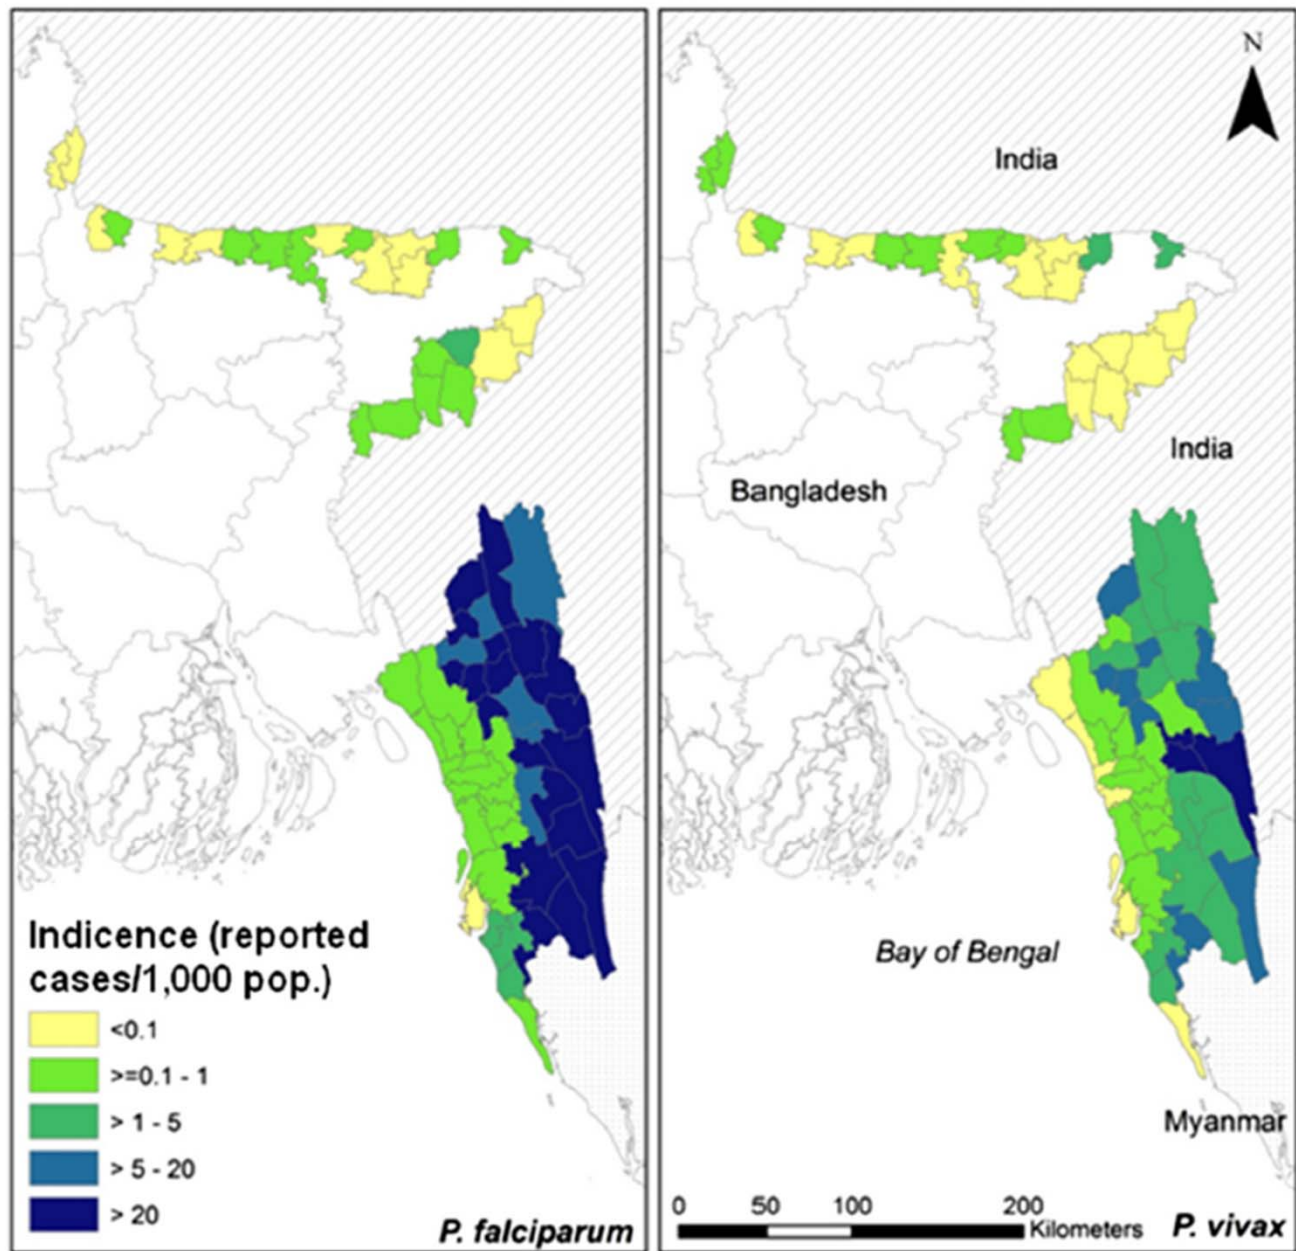 N
India
India
Bangladesh
Indicence (reported
cases/1,000 pop.)
<0.1
>=0.1 - 1
> 1 - 5
> 5 - 20
> 20
P. falciparum
Bay of Bengal
Myanmar
0 50 100 200
Kilometers
P. vivax